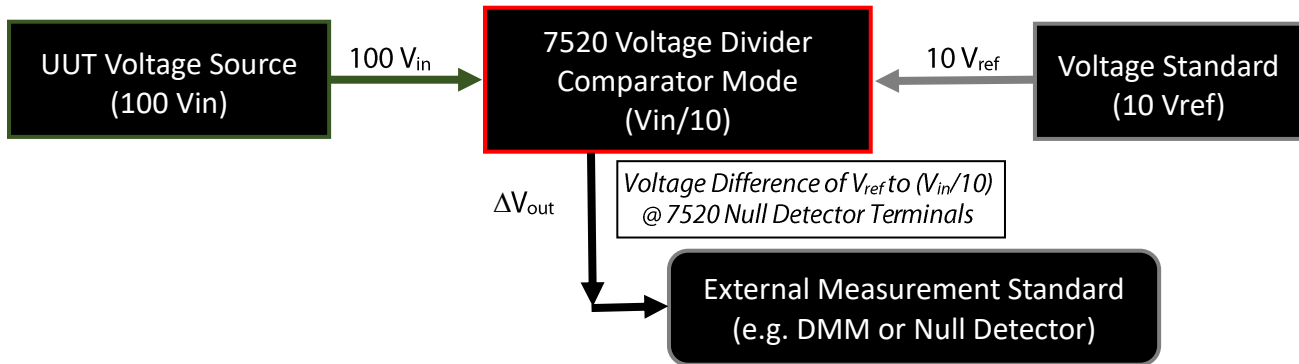 UUT Voltage Source
(100 Vin)
100 Vin
7520 Voltage Divider
Comparator Mode
(Vin/10)
10 Vref
Voltage Standard
(10 Vref)
ΔVout
Voltage Difference of Vref to (Vin/10)
@ 7520 Null Detector Terminals
External Measurement Standard
(e.g. DMM or Null Detector)